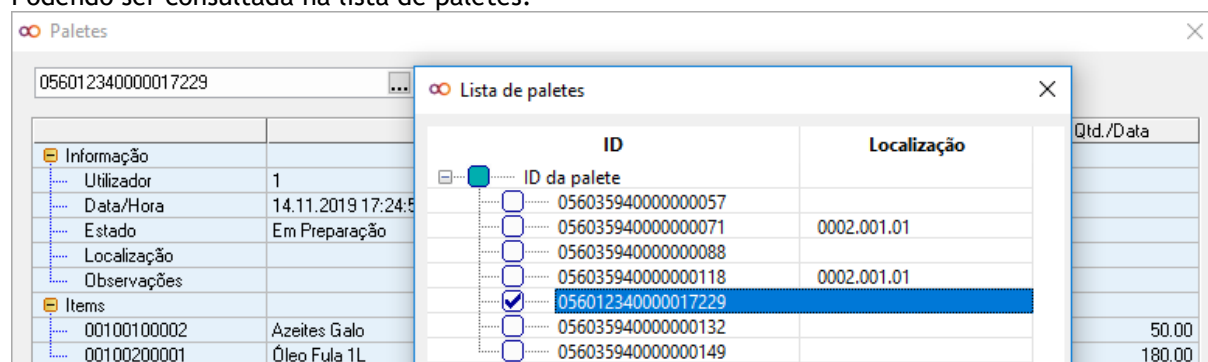 Podendo ser consultada na lista de paletes.
Paletes
056012340000017229 ...
Lista de paletes
ID Localização
Qtd./Data
Informação
ID da palete
Utilizador 1
056035940000000057
Data/Hora 14.11.2019 17:24:5
056035940000000071 0002.001.01
Estado Em Preparação
056035940000000088
Localização
056035940000000118 0002.001.01
Observações
056012340000017229
Items
056035940000000132
00100100002 Azeites Galo 50.00
056035940000000149
00100200001 Óleo Fula 1L 180.00